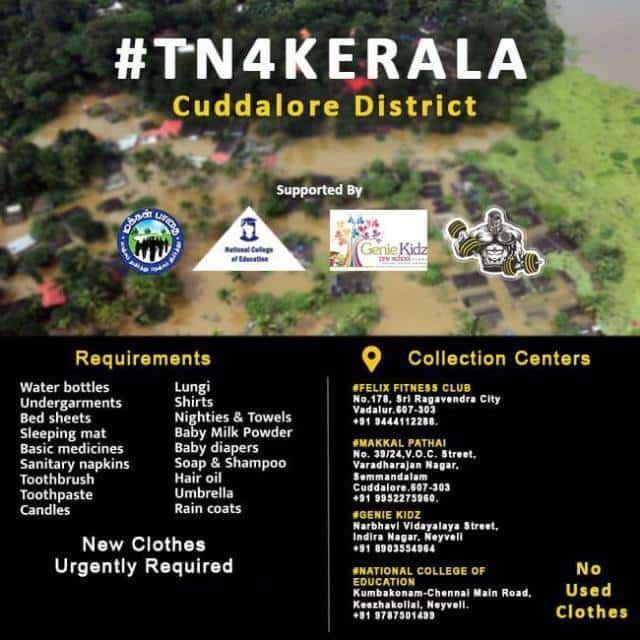 #TN4KERALA
Cuddalore District
Supported By
மக்கள் பாதை
National College
of Education
Genie Kidz
pre school
Requirements
Water bottles
Undergarments
Bed sheets
Sleeping mat
Basic medicines
Sanitary napkins
Toothbrush
Toothpaste
Candles
Lungi
Shirts
Nighties & Towels
Baby Milk Powder
Baby diapers
Soap & Shampoo
Hair oil
Umbrella
Rain coats
New Clothes
Urgently Required
Collection Centers
#FELIX FITNESS CLUB
No.178, Sri Ragavendra City
Vadalur.607-303
+91 9444112288.
#MAKKAL PATHAI
No. 39/24,V.O.C. Street,
Varadharajan Nagar,
Semmandalam
Cuddalore.607-303
+91 9952275960.
#GENIE KIDZ
Narbhavi Vidayalaya Street,
Indira Nagar, Neyveli
+91 8903554964
#NATIONAL COLLEGE OF
EDUCATION
Kumbakonam-Chennai Main Road,
Keezhakollai, Neyveli.
+91 9787501499
No
Used
Clothes